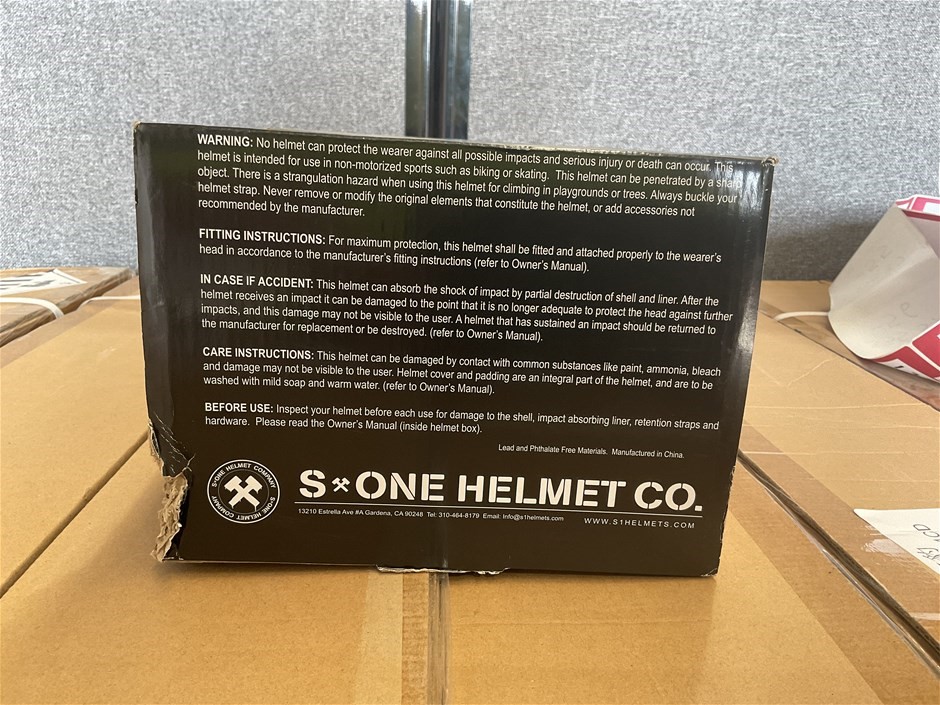 WARNING: No helmet can protect the wearer against all possible impacts and serious injury or death can occur. This
helmet is intended for use in non-motorized sports such as biking or skating. This helmet can be penetrated by a sharp
object. There is a strangulation hazard when using this helmet for climbing in playgrounds or trees. Always buckle your
helmet strap. Never remove or modify the original elements that constitute the helmet, or add accessories not
recommended by the manufacturer.
FITTING INSTRUCTIONS: For maximum protection, this helmet shall be fitted and attached properly to the wearer's
head in accordance to the manufacturer's fitting instructions (refer to Owner's Manual).
IN CASE IF ACCIDENT: This helmet can absorb the shock of impact by partial destruction of shell and liner. After the
helmet receives an impact it can be damaged to the point that it is no longer adequate to protect the head against further
impacts, and this damage may not be visible to the user. A helmet that has sustained an impact should be returned to
the manufacturer for replacement or be destroyed. (refer to Owner's Manual).
CARE INSTRUCTIONS: This helmet can be damaged by contact with common substances like paint, ammonia, bleach
and damage may not be visible to the user. Helmet cover and padding are an integral part of the helmet, and are to be
washed with mild soap and warm water. (refer to Owner's Manual).
BEFORE USE: Inspect your helmet before each use for damage to the shell, impact absorbing liner, retention straps and
hardware. Please read the Owner's Manual (inside helmet box).
Lead and Phthalate Free Materials. Manufactured in China.
S-ONE HELMET COMPANY S-ONE HELMET COMPANY
S ONE HELMET CO.
13210 Estrella Ave #A Gardena, CA 90248 Tel: 310-464-8179 Email: Info@s1helmets.com
WWW.S1HELMETS.COM